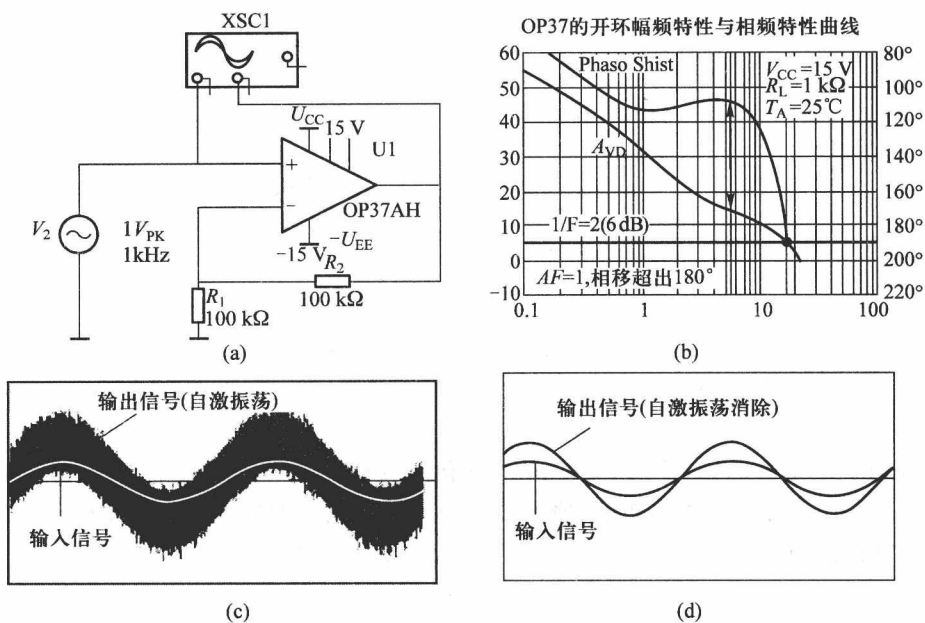 XSC1
U_CC
15 V
U1
+
−
OP37AH
V_2
1V_PK
1kHz
−U_EE
−15 V
R_2
100 kΩ
R_1
100 kΩ
(a)
OP37的开环幅频特性与相频特性曲线
60
50
40
30
20
10
0
−10
Phaso Shist
V_CC=15 V
R_L=1 kΩ
T_A=25℃
A_VD
1/F=2(6 dB)
AF=1,相移超出180°
80°
100°
120°
140°
160°
180°
200°
220°
0.1
1
10
100
(b)
输出信号(自激振荡)
输入信号
(c)
输出信号(自激振荡消除)
输入信号
(d)